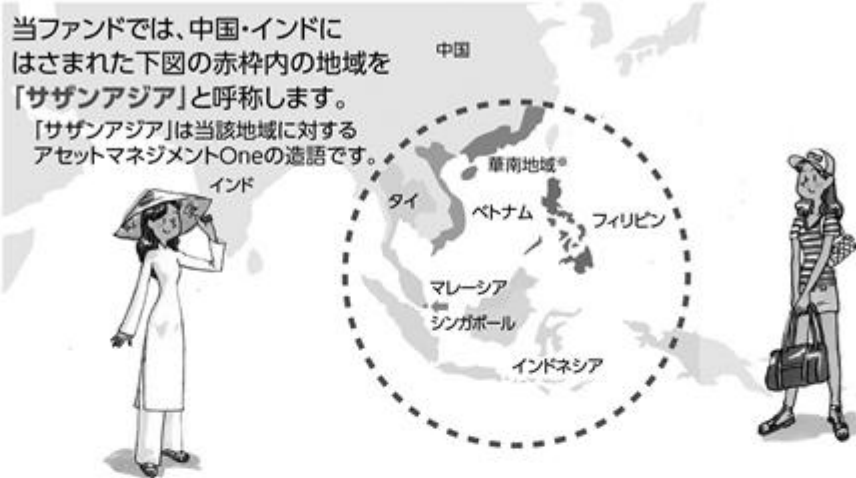 当ファンドでは、中国・インドに
はさまれた下図の赤枠内の地域を
「サザンアジア」と呼称します。
「サザンアジア」は当該地域に対する
アセットマネジメントOneの造語です。
中国
インド
華南地域
タイ
ベトナム
フィリピン
マレーシア
シンガポール
インドネシア